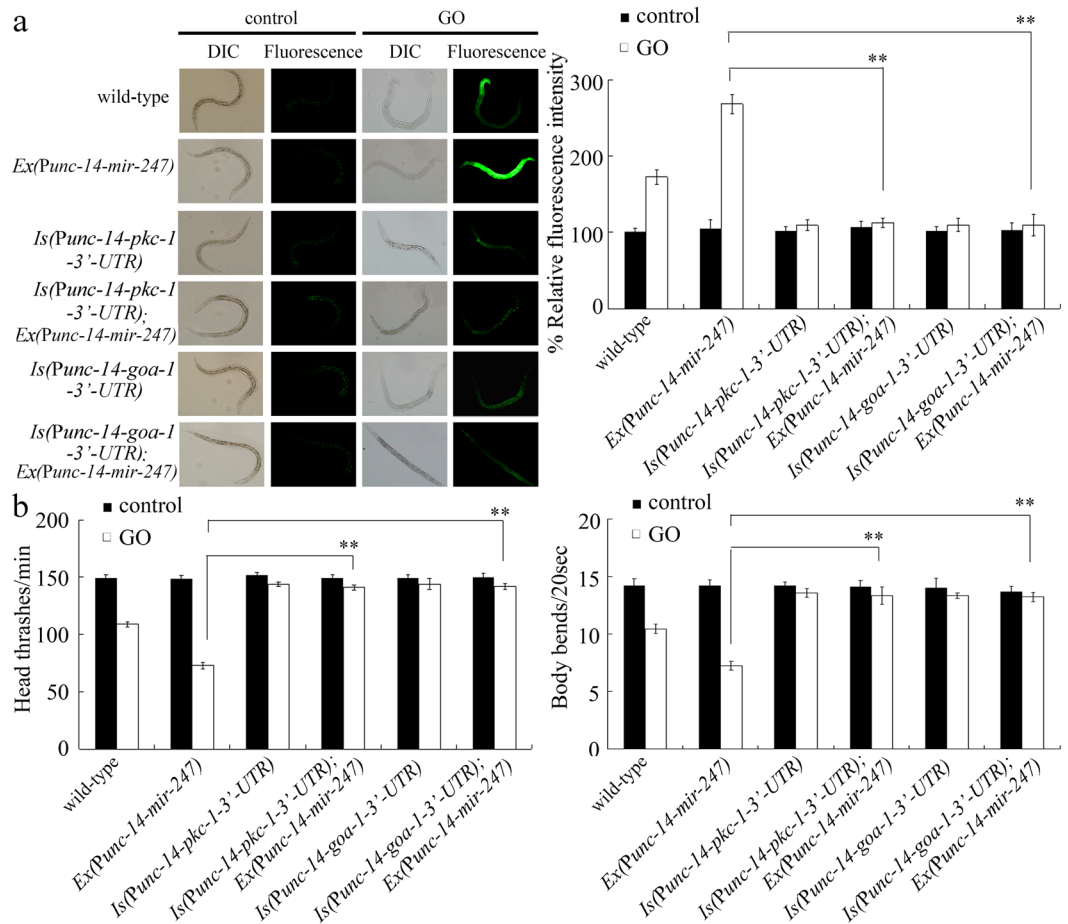 a
control
GO
DIC
Fluorescence
DIC
Fluorescence
wild-type
Ex(Punc-14-mir-247)
Is(Punc-14-pkc-1
-3’-UTR)
Is(Punc-14-pkc-1
-3’-UTR);
Ex(Punc-14-mir-247)
Is(Punc-14-goa-1
-3’-UTR)
Is(Punc-14-goa-1
-3’-UTR);
Ex(Punc-14-mir-247)
control
GO
**
**
% Relative fluorescence intensity
300
200
100
0
wild-type
Ex(Punc-14-mir-247)
Is(Punc-14-pkc-1-3’-UTR)
Is(Punc-14-pkc-1-3’-UTR);
Ex(Punc-14-mir-247)
Is(Punc-14-goa-1-3’-UTR)
Is(Punc-14-goa-1-3’-UTR);
Ex(Punc-14-mir-247)
b
control
GO
**
**
Head thrashes/min
200
150
100
50
0
wild-type
Ex(Punc-14-mir-247)
Is(Punc-14-pkc-1-3’-UTR)
Is(Punc-14-pkc-1-3’-UTR);
Ex(Punc-14-mir-247)
Is(Punc-14-goa-1-3’-UTR)
Is(Punc-14-goa-1-3’-UTR);
Ex(Punc-14-mir-247)
control
GO
**
**
Body bends/20sec
20
15
10
5
0
wild-type
Ex(Punc-14-mir-247)
Is(Punc-14-pkc-1-3’-UTR)
Is(Punc-14-pkc-1-3’-UTR);
Ex(Punc-14-mir-247)
Is(Punc-14-goa-1-3’-UTR)
Is(Punc-14-goa-1-3’-UTR);
Ex(Punc-14-mir-247)